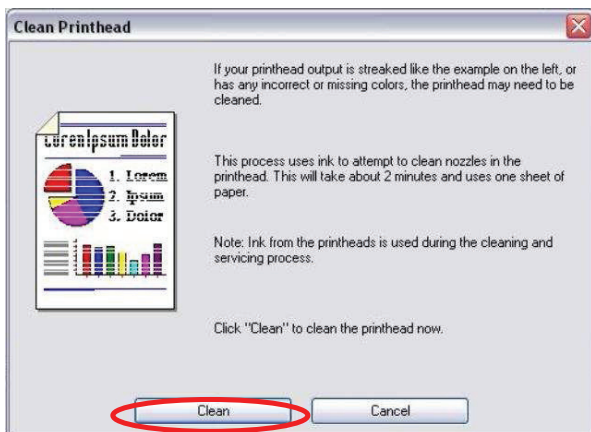 Clean Printhead
If your printhead output is streaked like the example on the left, or
has any incorrect or missing colors, the printhead may need to be
cleaned.
Lorem Ipsum Dolor
1. Lorem
2. Ipsum
3. Dolor
This process uses ink to attempt to clean nozzles in the
printhead. This will take about 2 minutes and uses one sheet of
paper.
Note: Ink from the printheads is used during the cleaning and
servicing process.
Click "Clean" to clean the printhead now.
Clean
Cancel